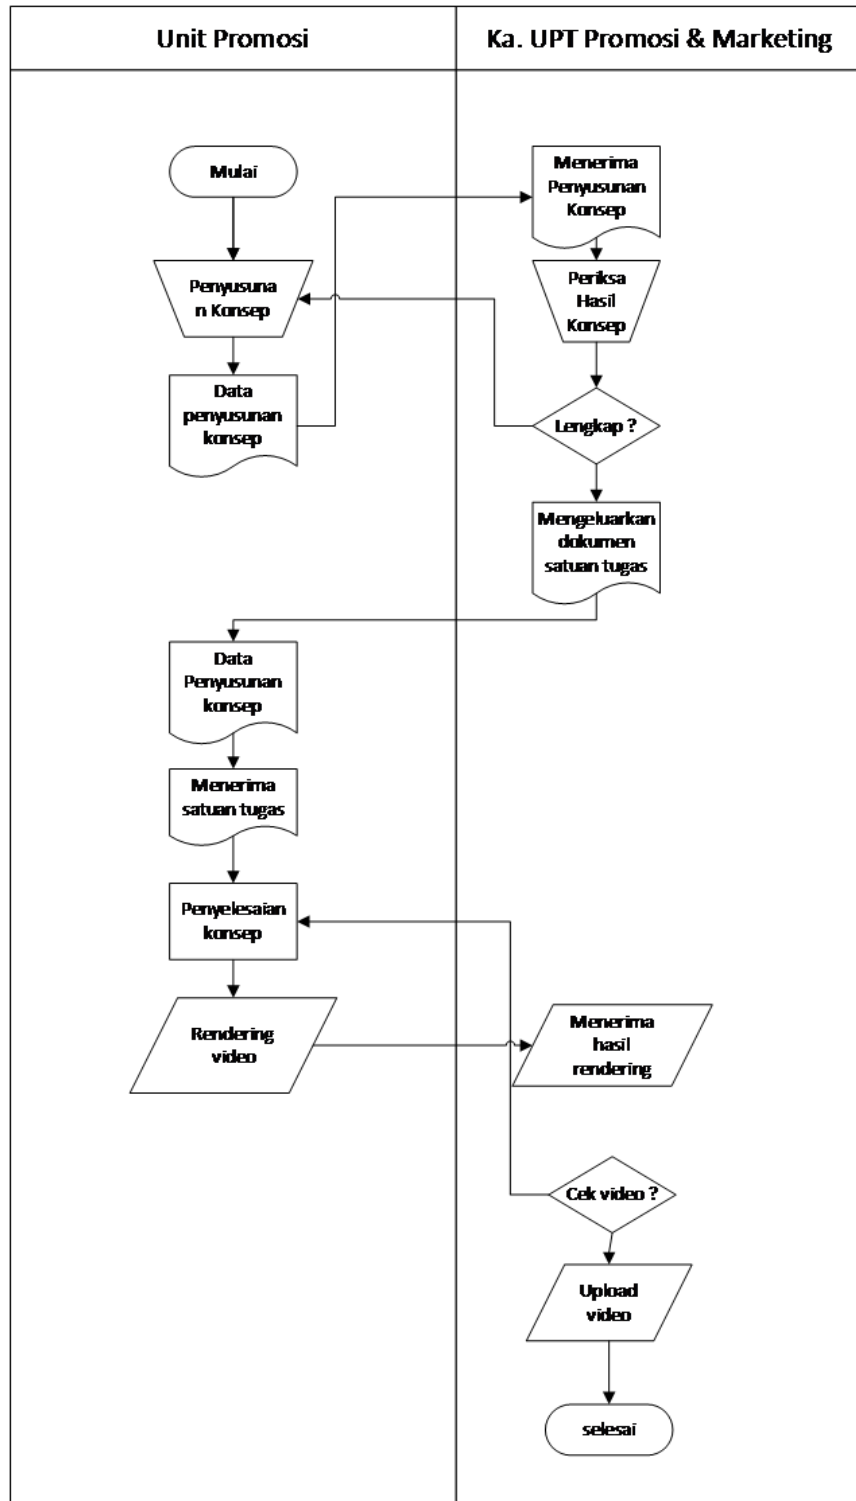 Unit Promosi
Ka. UPT Promosi & Marketing
Mulai
Penyusuna
n Konsep
Data
penyusunan
konsep
Menerima
Penyusunan
Konsep
Periksa
Hasil
Konsep
Lengkap ?
Mengeluarkan
dokumen
satuan tugas
Data
Penyusunan
konsep
Menerima
satuan tugas
Penyelesaian
konsep
Rendering
video
Menerima
hasil
rendering
Cek video ?
Upload
video
selesai